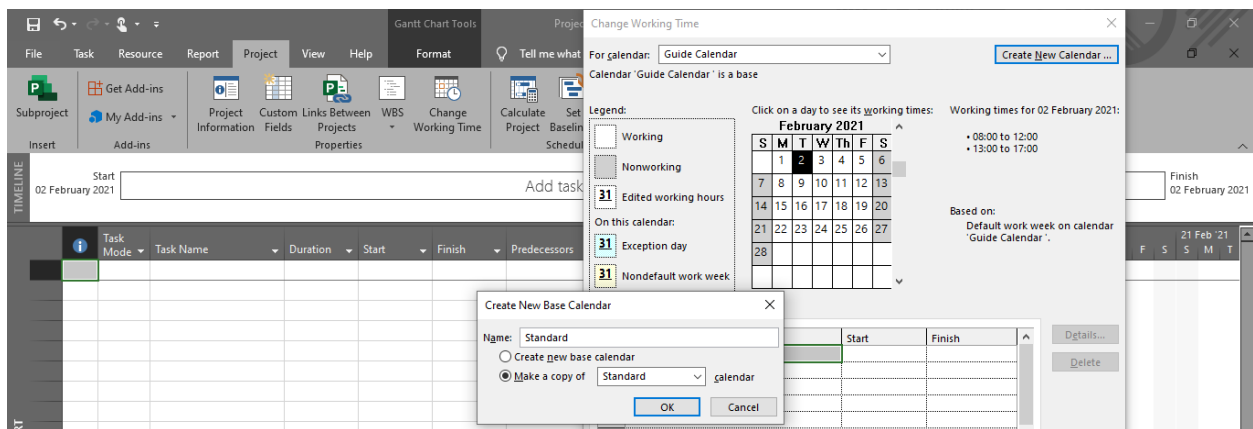 Gantt Chart Tools
Projec
File Task Resource Report Project View Help Format Tell me what
Subproject
Get Add-ins
My Add-ins
Project Information
Custom Fields
Links Between Projects
WBS
Change Working Time
Calculate Project
Set Baselin
Insert Add-ins Properties Schedul
TIMELINE
Start
02 February 2021
Add task
Finish
02 February 2021
Task Mode Task Name Duration Start Finish Predecessors
21 Feb '21
F S S M T
Change Working Time
For calendar: Guide Calendar
Create New Calendar ...
Calendar 'Guide Calendar ' is a base
Legend:
Working
Nonworking
31 Edited working hours
On this calendar:
31 Exception day
31 Nondefault work week
Click on a day to see its working times:
February 2021
S M T W Th F S
1 2 3 4 5 6
7 8 9 10 11 12 13
14 15 16 17 18 19 20
21 22 23 24 25 26 27
28
Working times for 02 February 2021:
• 08:00 to 12:00
• 13:00 to 17:00
Based on:
Default work week on calendar
'Guide Calendar '.
Start Finish
Details...
Delete
Create New Base Calendar
Name: Standard
Create new base calendar
Make a copy of Standard calendar
OK Cancel